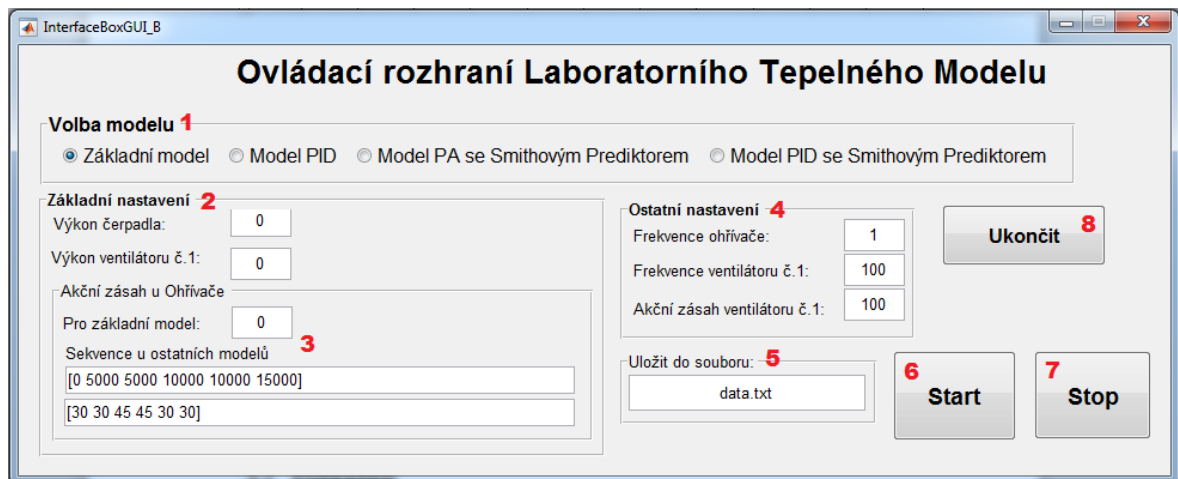 InterfaceBoxGUI_B
Ovládací rozhraní Laboratorního Tepelného Modelu
Volba modelu 1
Základní model Model PID Model PA se Smithovým Prediktorem Model PID se Smithovým Prediktorem
Základní nastavení 2
Výkon čerpadla: 0
Výkon ventilátoru č.1: 0
Akční zásah u Ohřívače
Pro základní model: 0
3
Sekvence u ostatních modelů
[0 5000 5000 10000 10000 15000]
[30 30 45 45 30 30]
Ostatní nastavení 4
Frekvence ohřívače: 1
Frekvence ventilátoru č.1: 100
Akční zásah ventilátoru č.1: 100
Uložit do souboru: 5
data.txt
Ukončit 8
6 Start
7 Stop